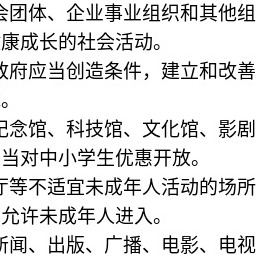 会团体、企业事业组织和其他组
健康成长的社会活动。
政府应当创造条件，建立和改善
。
纪念馆、科技馆、文化馆、影剧
当对中小学生优惠开放。
厅等不适宜未成年人活动的场所
允许未成年人进入。
新闻、出版、广播、电影、电视